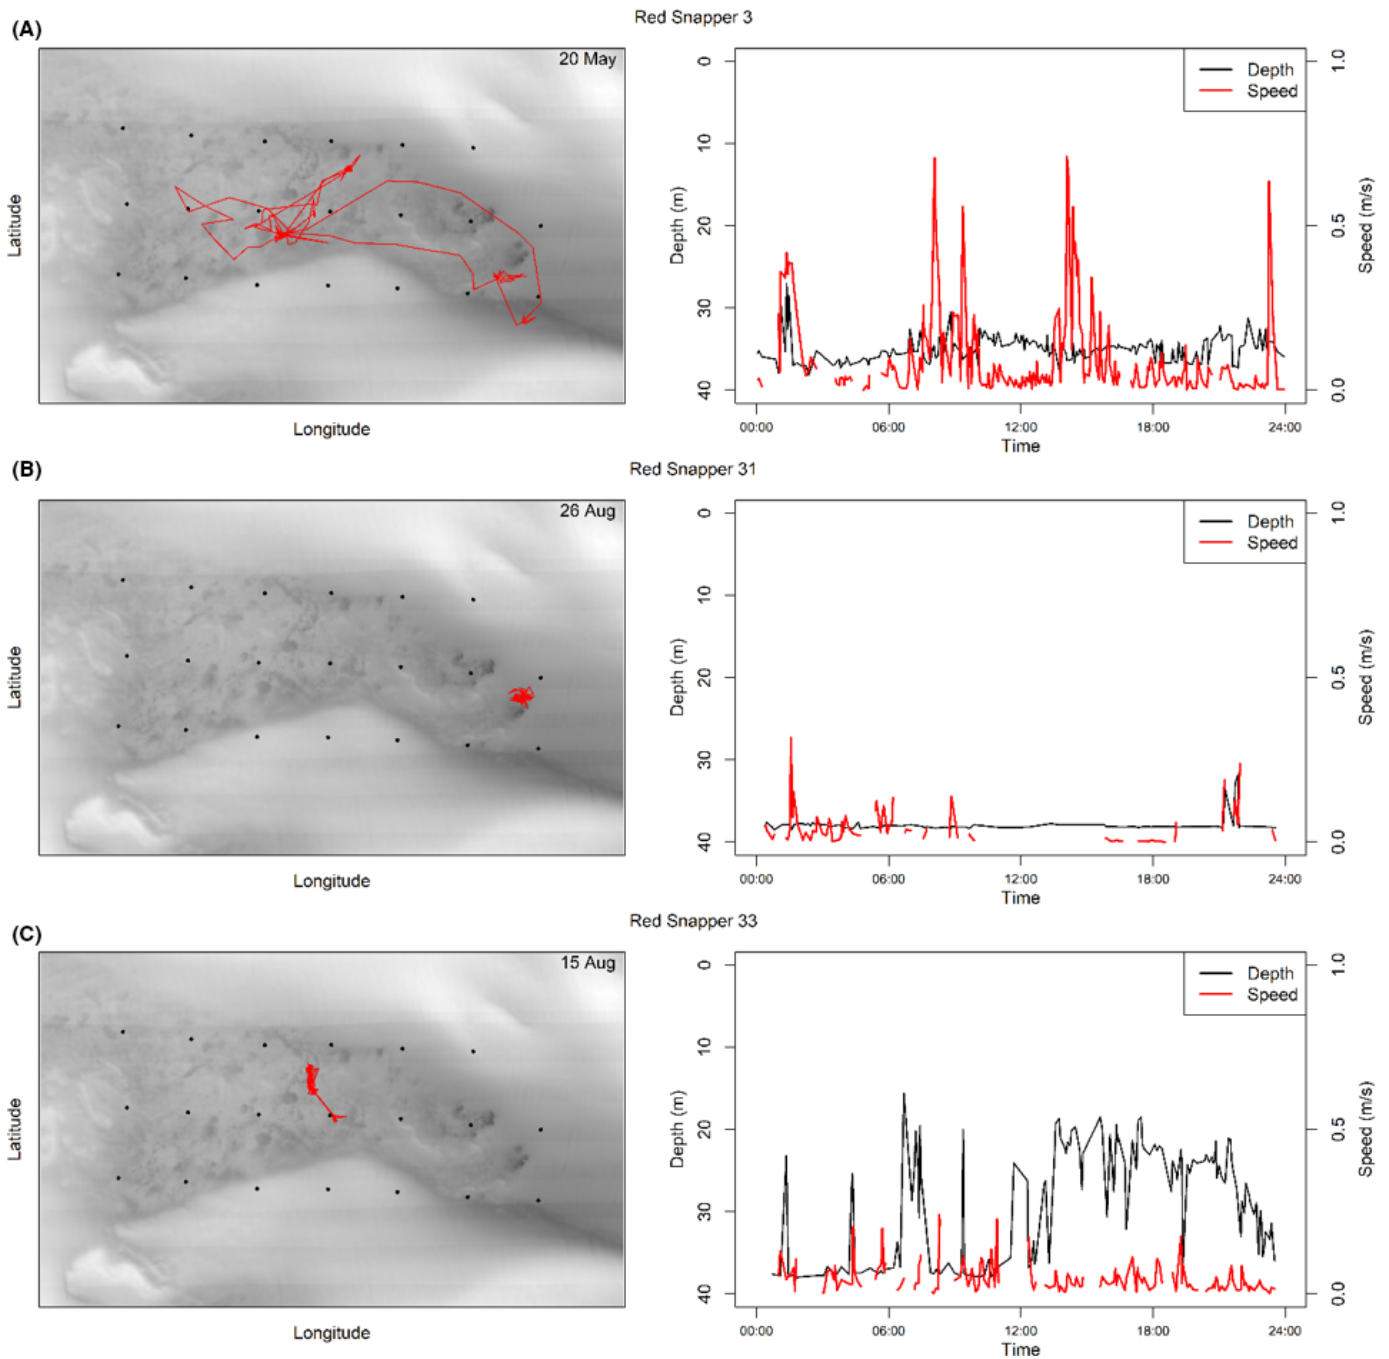 Red Snapper 3
(A)
20 May
Latitude
Longitude
Depth
Speed
0
10
20
30
40
Depth (m)
1.0
0.5
0.0
Speed (m/s)
00:00 06:00 12:00 18:00 24:00
Time
Red Snapper 31
(B)
26 Aug
Latitude
Longitude
Depth
Speed
0
10
20
30
40
Depth (m)
1.0
0.5
0.0
Speed (m/s)
00:00 06:00 12:00 18:00 24:00
Time
Red Snapper 33
(C)
15 Aug
Latitude
Longitude
Depth
Speed
0
10
20
30
40
Depth (m)
1.0
0.5
0.0
Speed (m/s)
00:00 06:00 12:00 18:00 24:00
Time